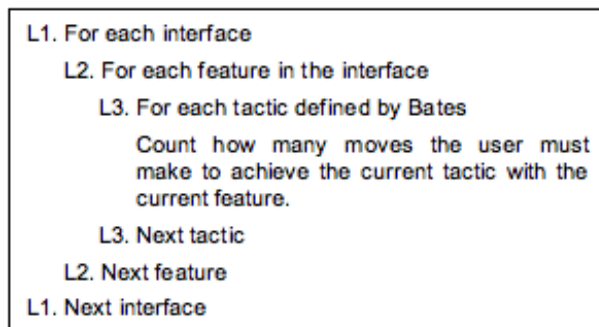 L1. For each interface
L2. For each feature in the interface
L3. For each tactic defined by Bates
Count how many moves the user must
make to achieve the current tactic with the
current feature.
L3. Next tactic
L2. Next feature
L1. Next interface